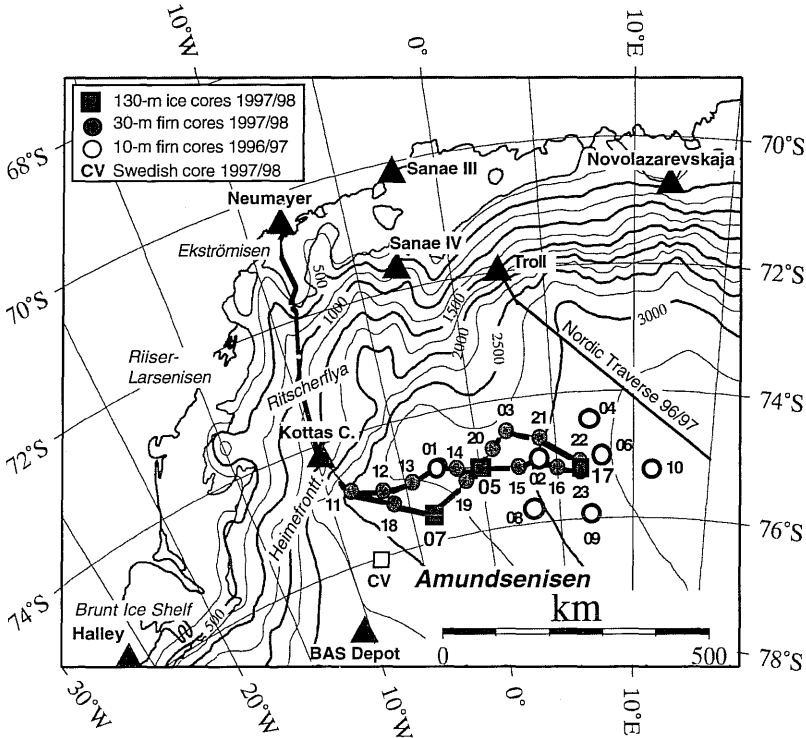 10°W
0°
10°E
130-m ice cores 1997/98
30-m firn cores 1997/98
10-m firn cores 1996/97
CV Swedish core 1997/98
68°S
70°S
Sanae III
Novolazarevskaja
Neumayer
Ekströmisen
Sanae IV
Troll
500
1000
1580
2000
2500
3000
72°S
70°S
Riiser-
Larsenisen
Ritscherflya
Nordic Traverse 96/97
Kottas C.
74°S
72°S
03
21
04
20
22
06
01
14
10
12
13
11
05
15
02
16
17
23
18
19
07
08
09
Heimefrontf.
76°S
CV
Amundsenisen
74°S
Brunt Ice Shelf
500
Halley
BAS Depot
km
0
500
78°S
30°W
20°W
10°W
0°
10°E